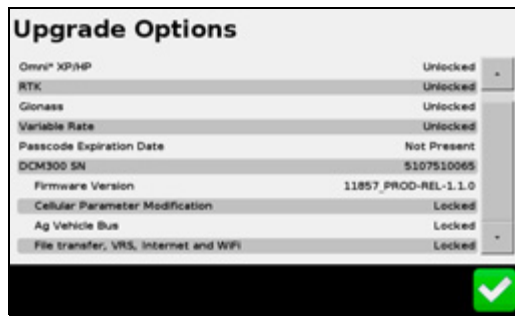 Upgrade Options
Omni* XP/HP Unlocked
RTK Unlocked
Glonass Unlocked
Variable Rate Unlocked
Passcode Expiration Date Not Present
DCM300 SN 5107510065
Firmware Version 11857_PROD-REL-1.1.0
Cellular Parameter Modification Locked
Ag Vehicle Bus Locked
File transfer, VRS, Internet and WiFi Locked